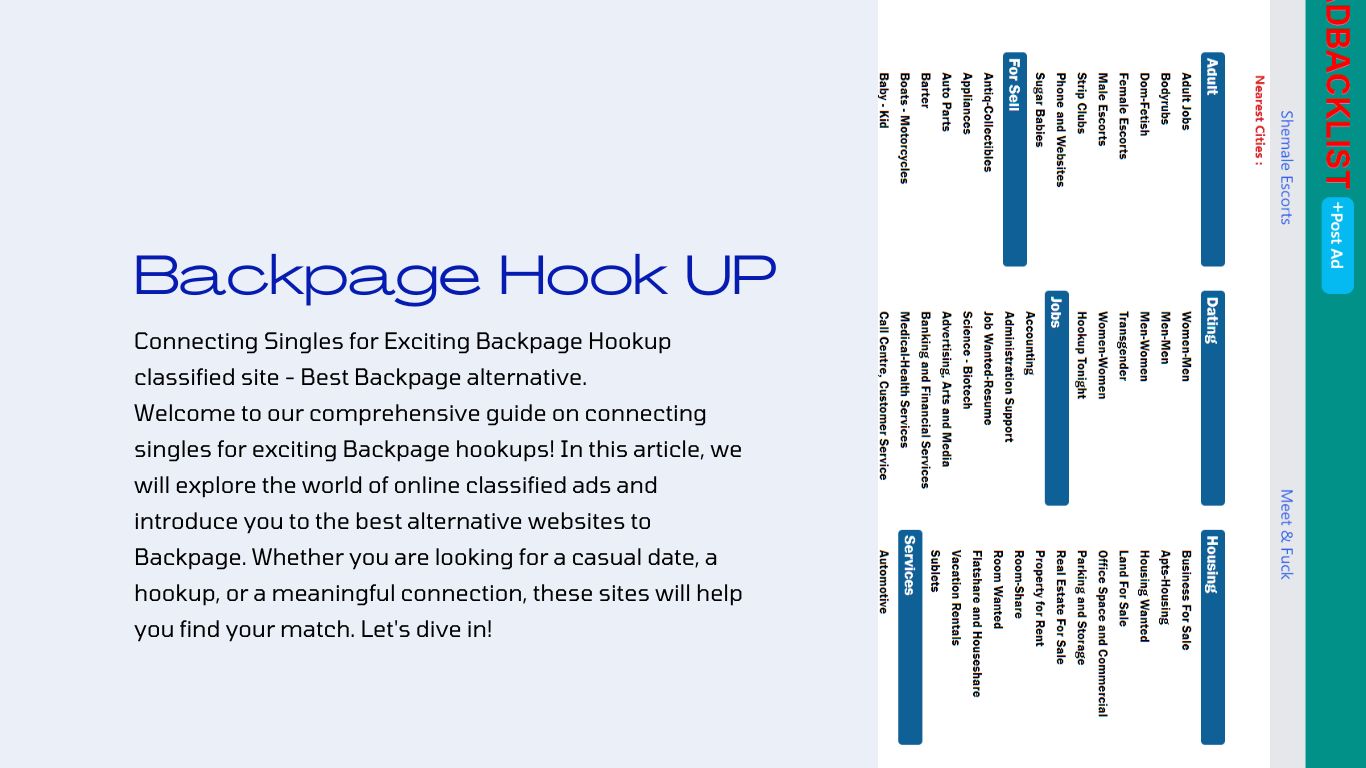 Backpage Hook UP
Connecting Singles for Exciting Backpage Hookup
classified site - Best Backpage alternative.
Welcome to our comprehensive guide on connecting
singles for exciting Backpage hookups! In this article, we
will explore the world of online classified ads and
introduce you to the best alternative websites to
Backpage. Whether you are looking for a casual date, a
hookup, or a meaningful connection, these sites will help
you find your match. Let's dive in!
ADBACKLIST
+Post Ad
Shemale Escorts
Meet & Fuck
Nearest Cities :
Adult
Adult Jobs
Bodyrubs
Dom-Fetish
Female Escorts
Male Escorts
Strip Clubs
Phone and Websites
Sugar Babies
For Sell
Antiq-Collectibles
Appliances
Auto Parts
Barter
Boats - Motorcycles
Baby - Kid
Dating
Women-Men
Men-Men
Men-Women
Transgender
Women-Women
Hookup Tonight
Jobs
Accounting
Administration Support
Job Wanted-Resume
Science - Biotech
Advertising, Arts and Media
Banking and Financial Services
Medical-Health Services
Call Centre, Customer Service
Housing
Business For Sale
Apts-Housing
Housing Wanted
Land For Sale
Office Space and Commercial
Parking and Storage
Real Estate For Sale
Property for Rent
Room-Share
Room Wanted
Flatshare and Houseshare
Vacation Rentals
Sublets
Services
Automotive